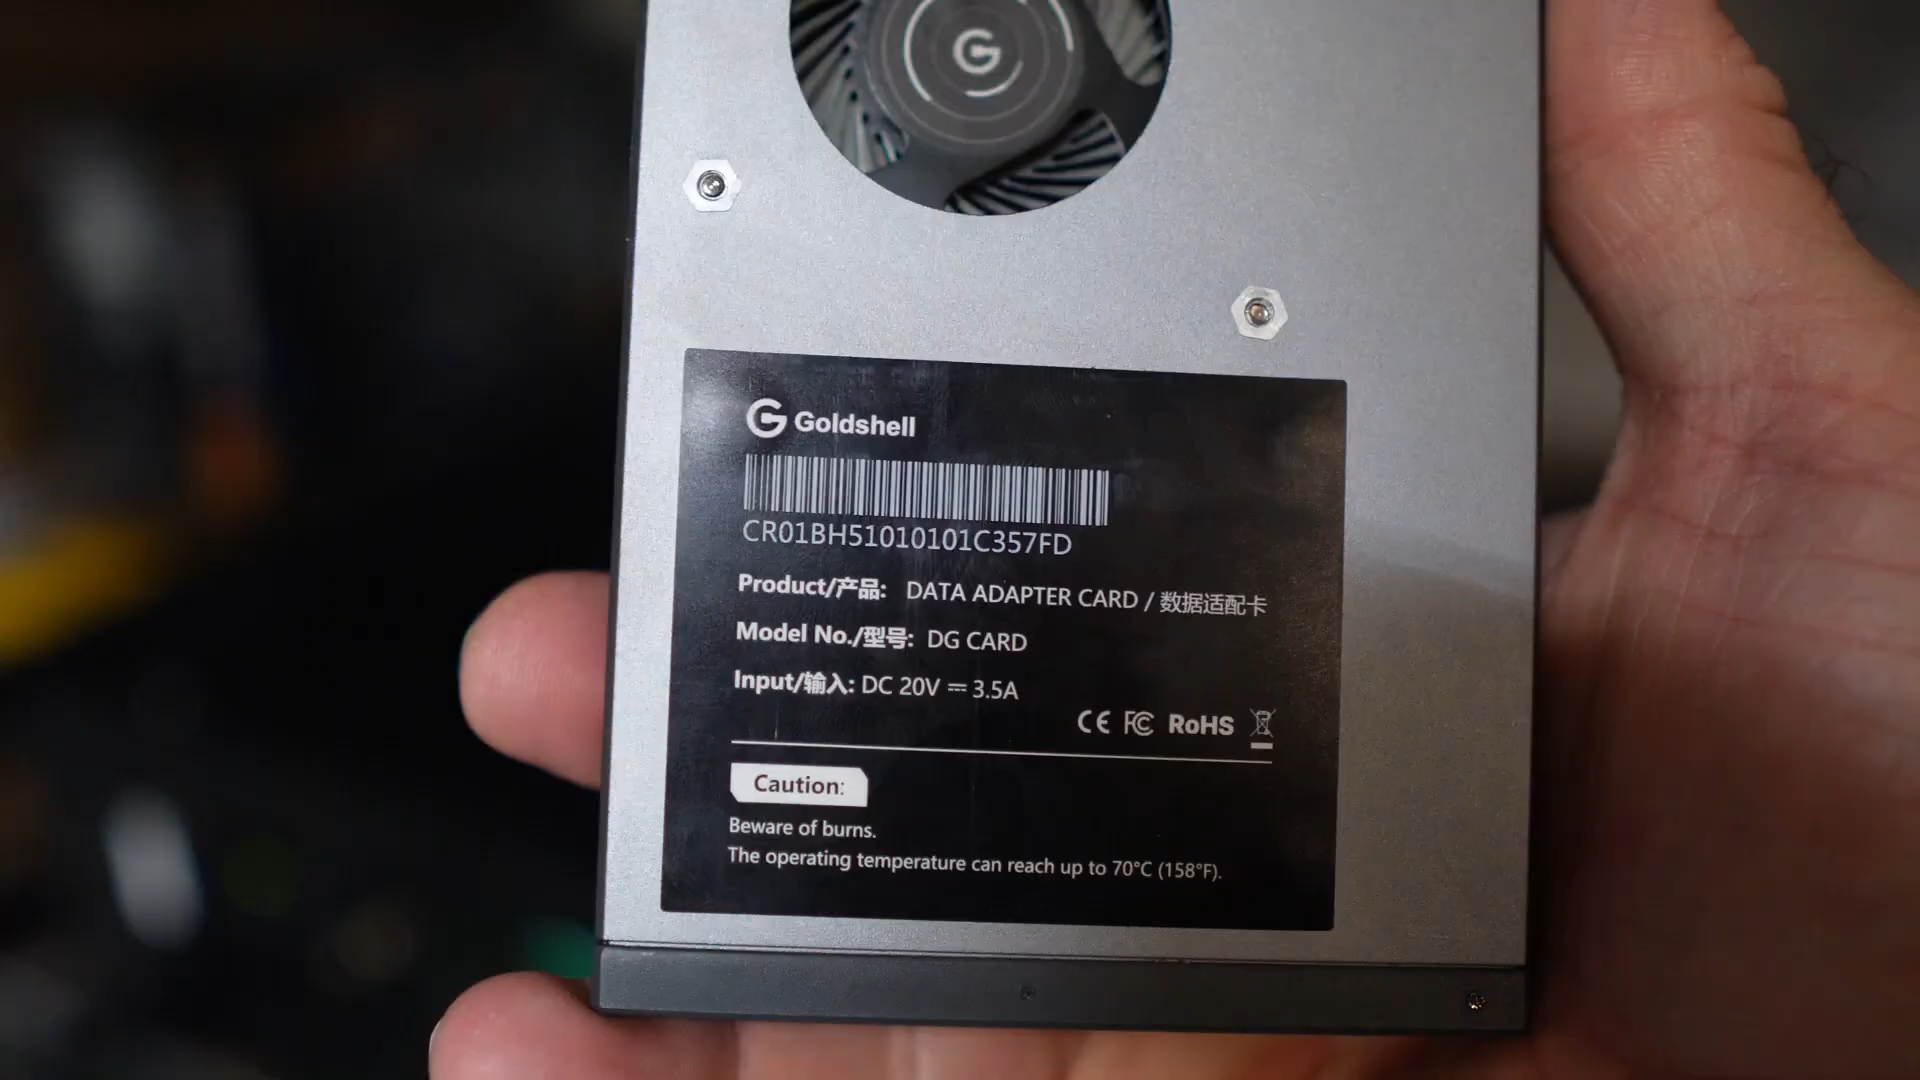 G
Goldshell
CR01BH51010101C357FD
Product/产品: DATA ADAPTER CARD / 数据适配卡
Model No./型号: DG CARD
Input/输入: DC 20V ⎓ 3.5A
CE FC RoHS
Caution:
Beware of burns.
The operating temperature can reach up to 70°C (158°F).